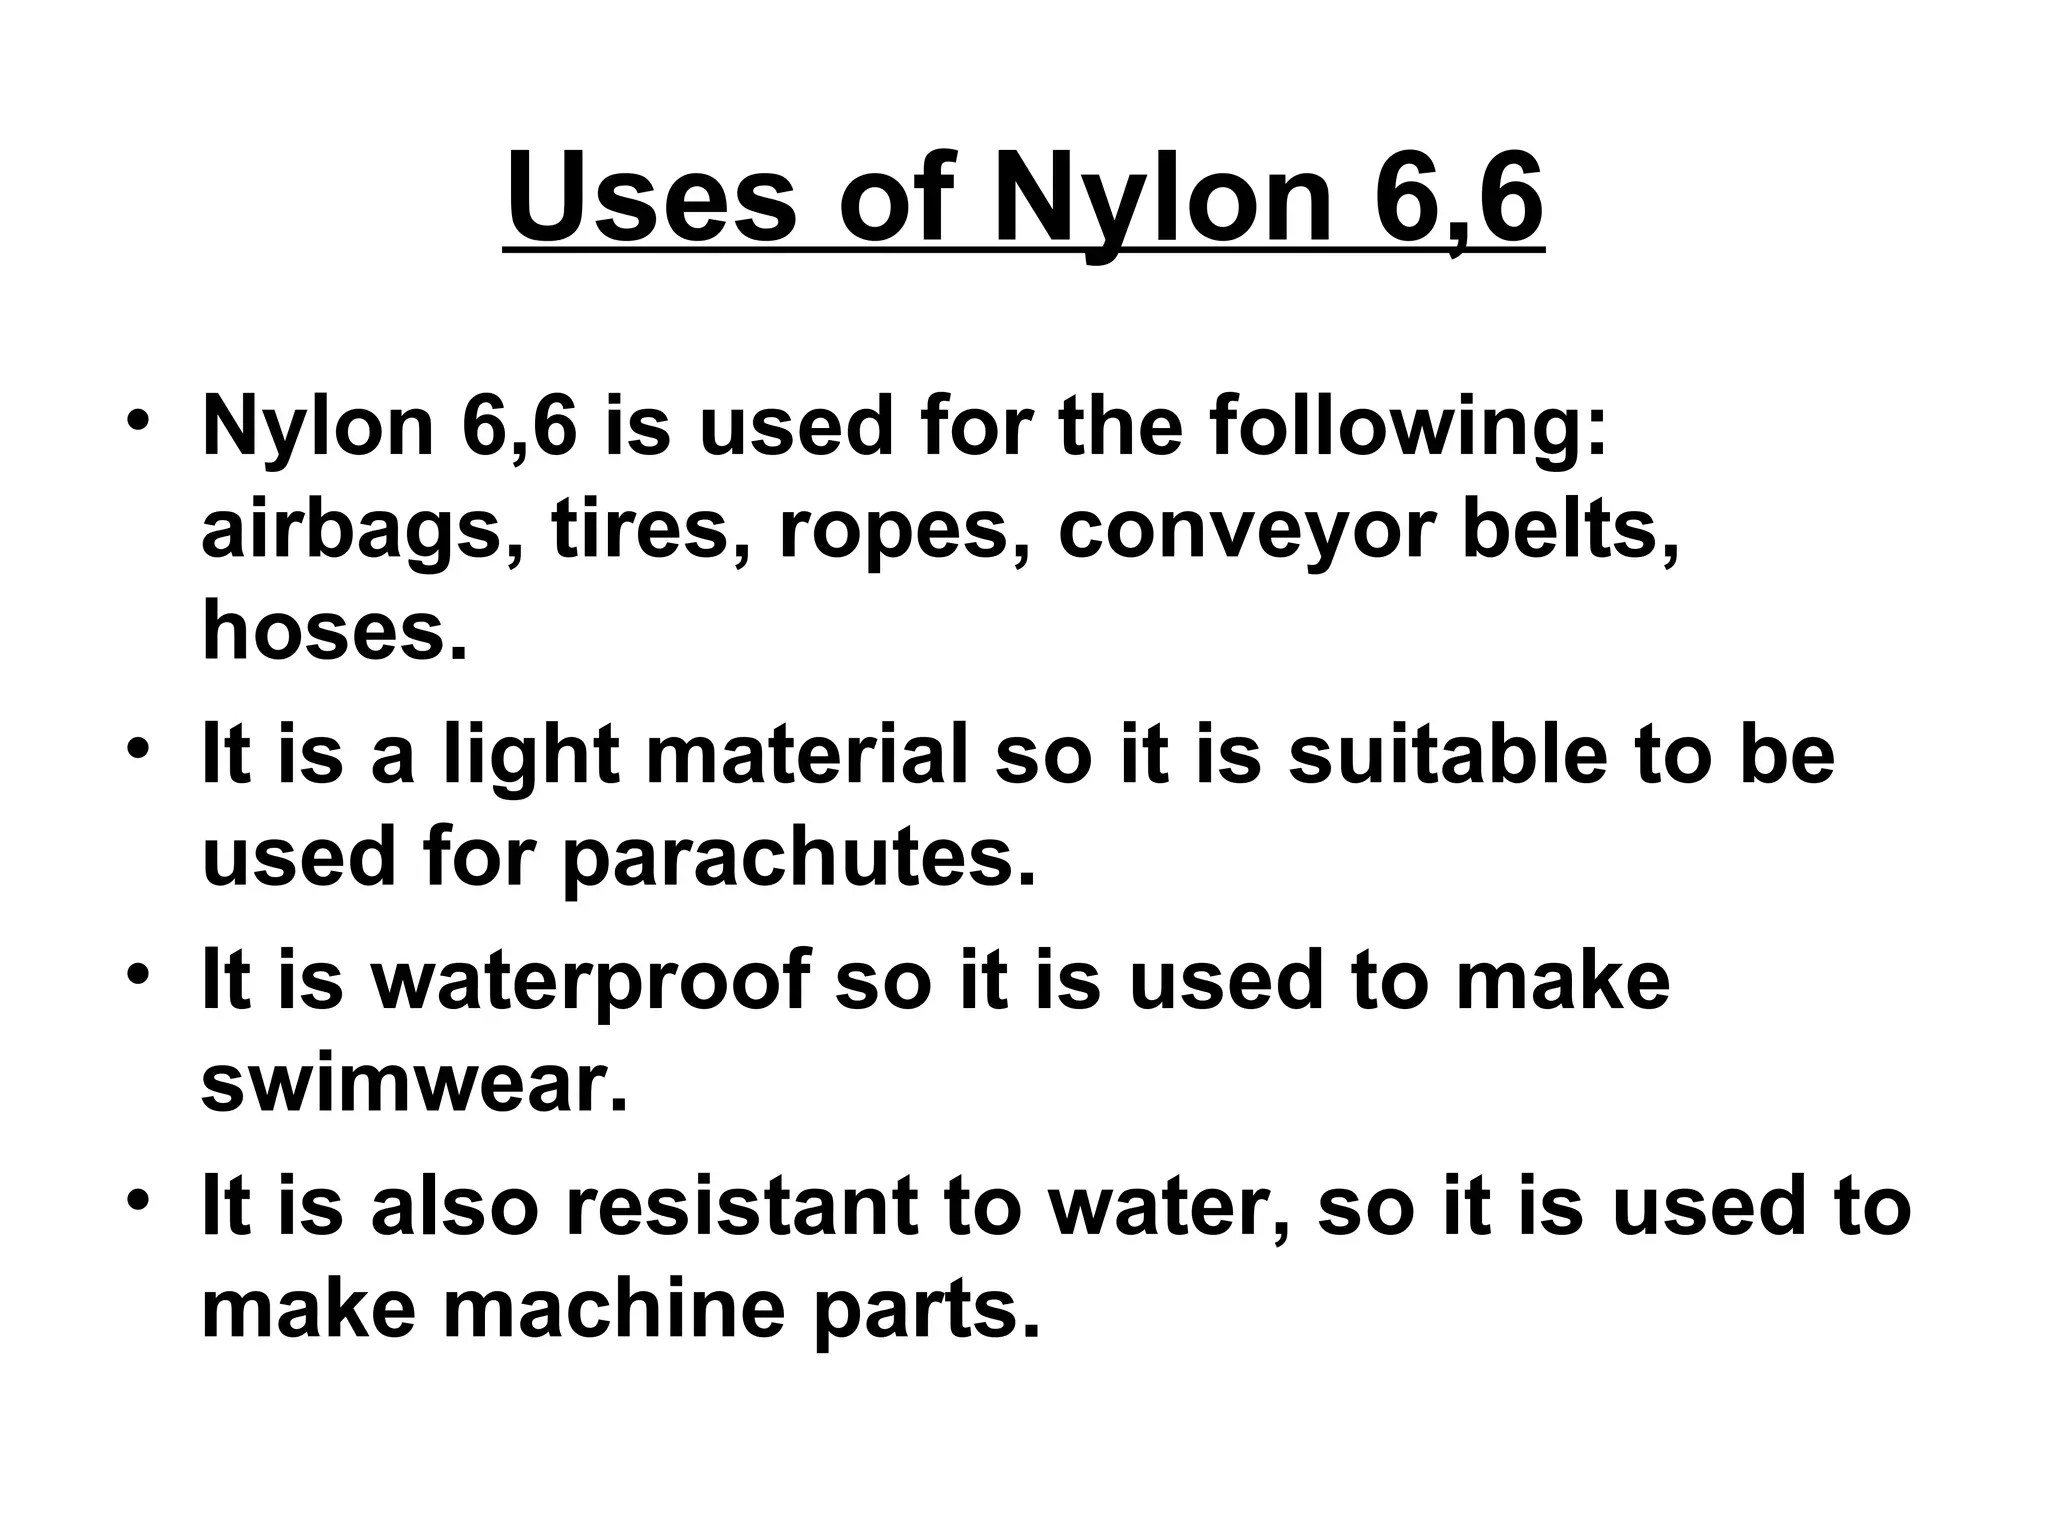 Uses of Nylon 6,6
• Nylon 6,6 is used for the following:
airbags, tires, ropes, conveyor belts,
hoses.
• It is a light material so it is suitable to be
used for parachutes.
• It is waterproof so it is used to make
swimwear.
• It is also resistant to water, so it is used to
make machine parts.